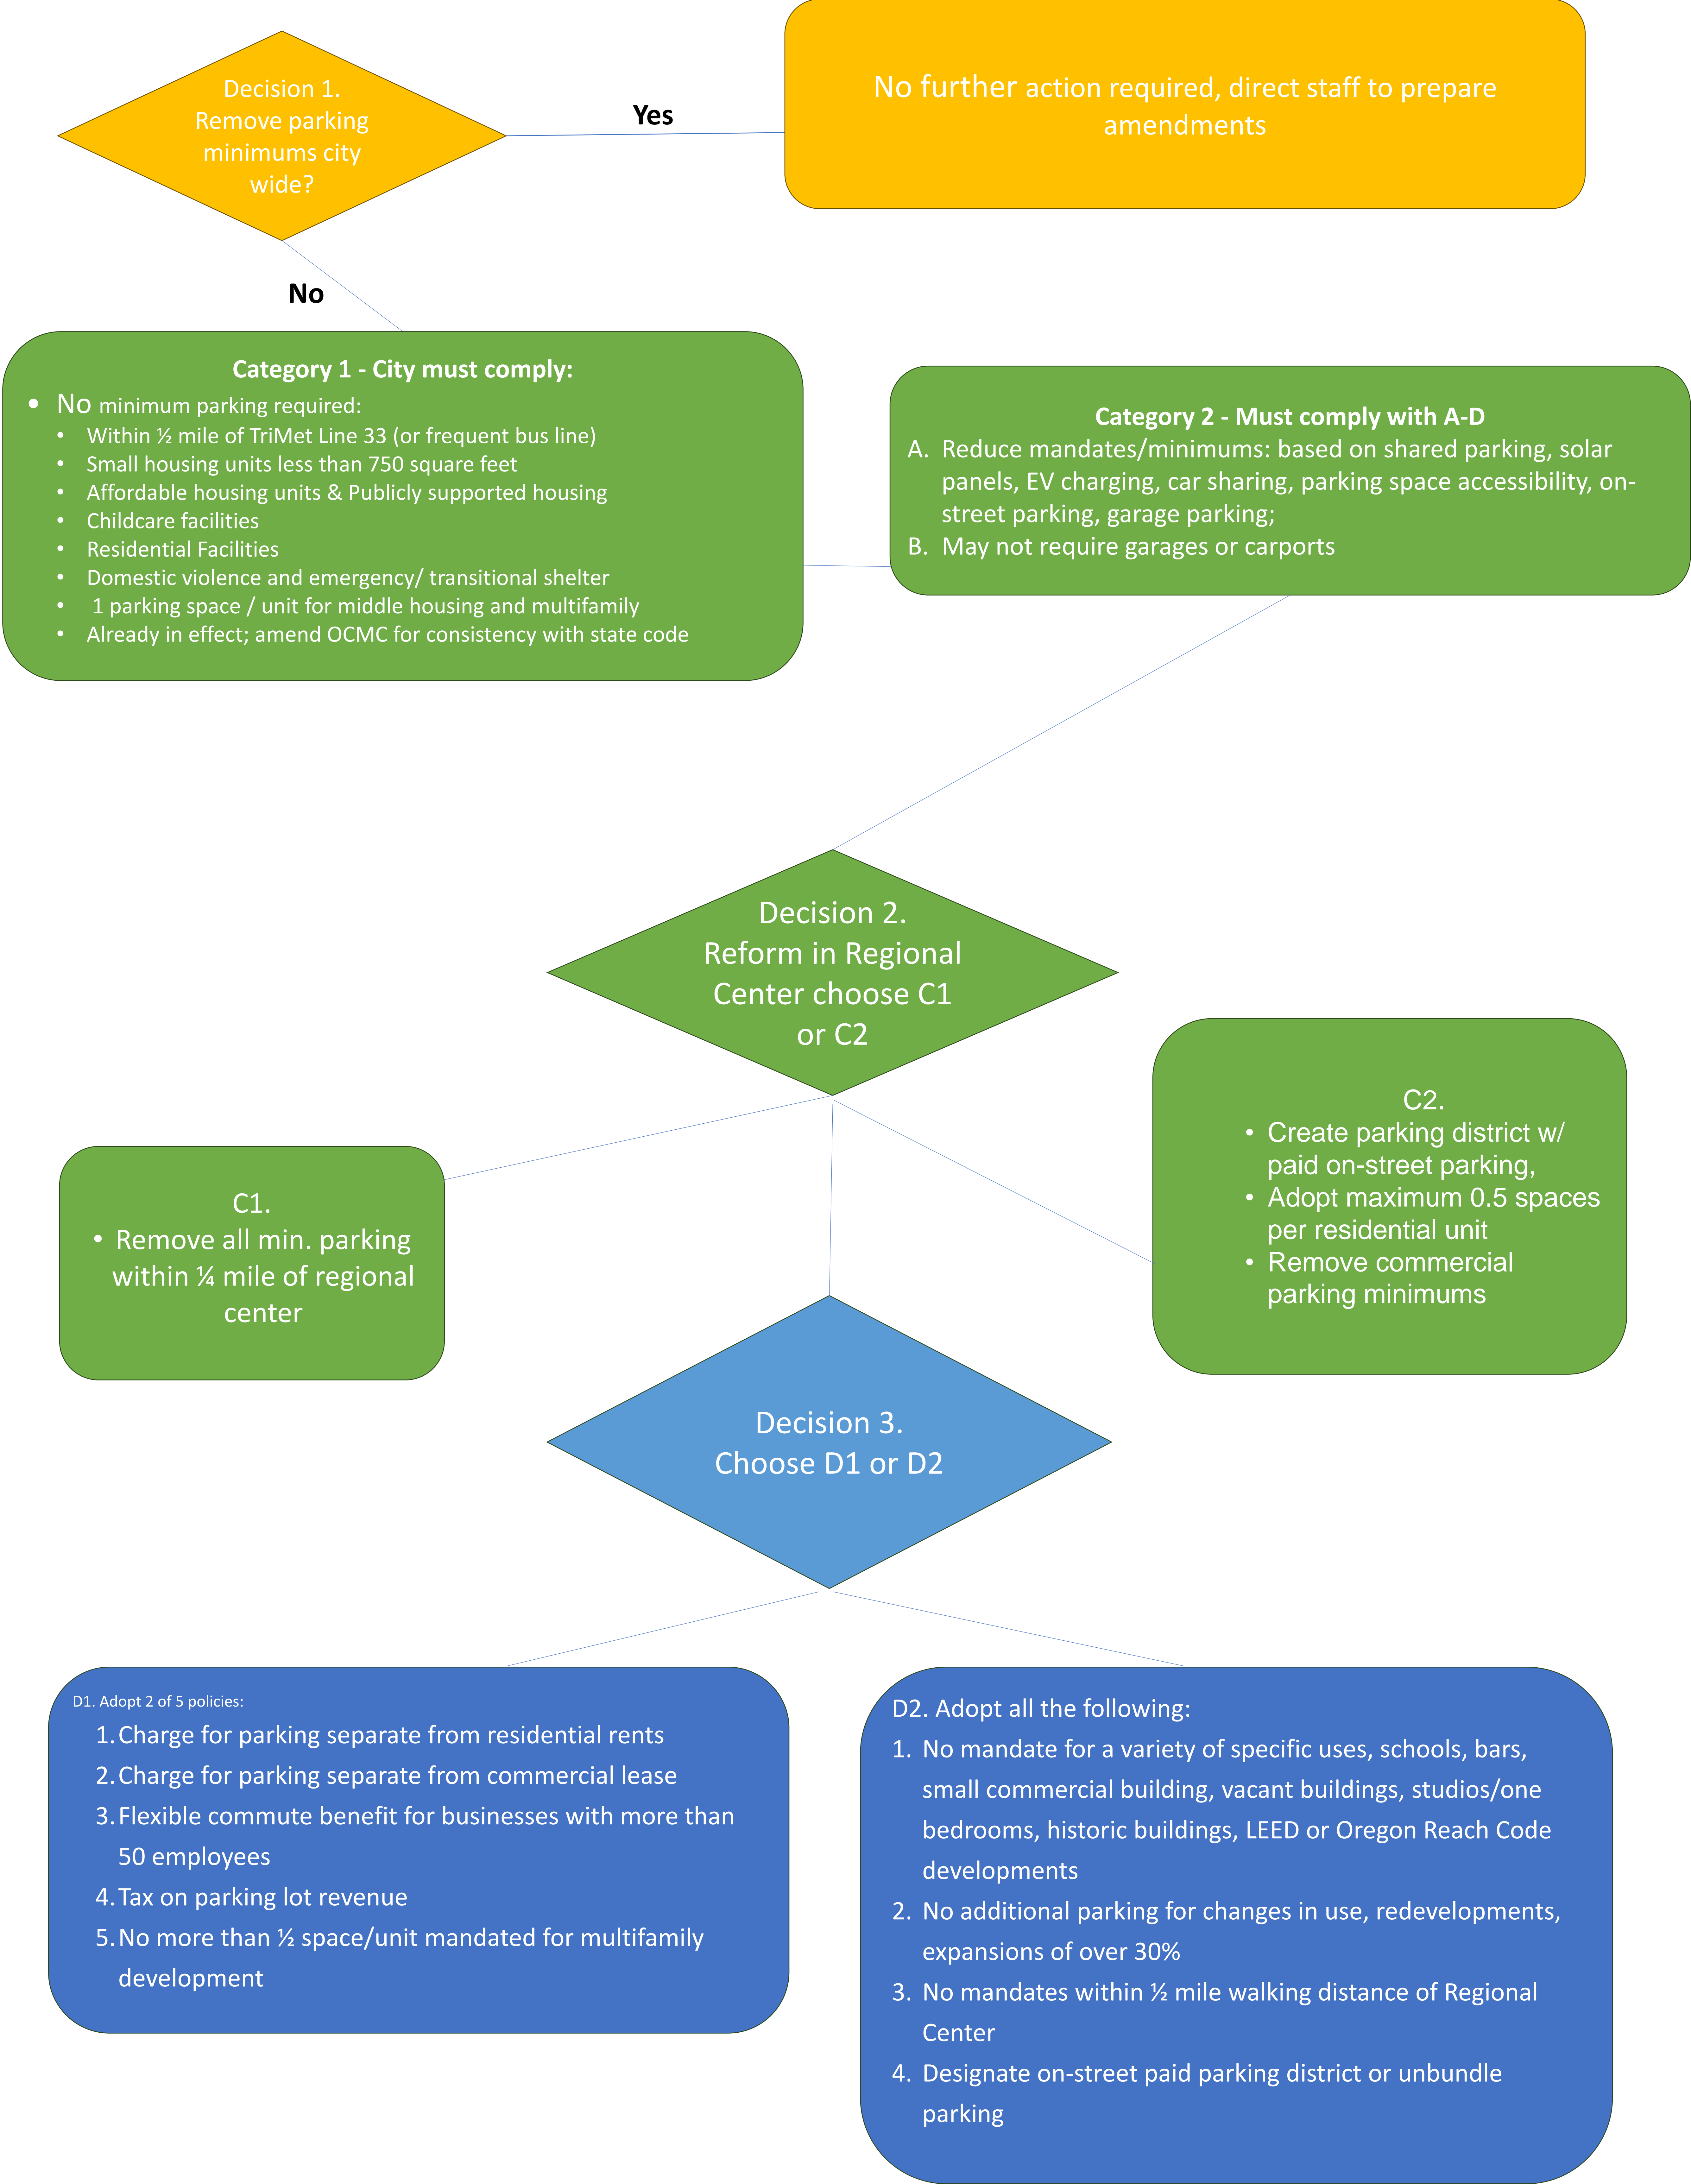 Decision 1.
Remove parking
minimums city
wide?
Yes
No further action required, direct staff to prepare
amendments
No
Category 1 - City must comply:
• No minimum parking required:
• Within ½ mile of TriMet Line 33 (or frequent bus line)
• Small housing units less than 750 square feet
• Affordable housing units & Publicly supported housing
• Childcare facilities
• Residential Facilities
• Domestic violence and emergency/ transitional shelter
• 1 parking space / unit for middle housing and multifamily
• Already in effect; amend OCMC for consistency with state code
Category 2 - Must comply with A-D
A. Reduce mandates/minimums: based on shared parking, solar
panels, EV charging, car sharing, parking space accessibility, on-
street parking, garage parking;
B. May not require garages or carports
Decision 2.
Reform in Regional
Center choose C1
or C2
C1.
• Remove all min. parking
within ¼ mile of regional
center
C2.
• Create parking district w/
paid on-street parking,
• Adopt maximum 0.5 spaces
per residential unit
• Remove commercial
parking minimums
Decision 3.
Choose D1 or D2
D1. Adopt 2 of 5 policies:
1. Charge for parking separate from residential rents
2. Charge for parking separate from commercial lease
3. Flexible commute benefit for businesses with more than
50 employees
4. Tax on parking lot revenue
5. No more than ½ space/unit mandated for multifamily
development
D2. Adopt all the following:
1. No mandate for a variety of specific uses, schools, bars,
small commercial building, vacant buildings, studios/one
bedrooms, historic buildings, LEED or Oregon Reach Code
developments
2. No additional parking for changes in use, redevelopments,
expansions of over 30%
3. No mandates within ½ mile walking distance of Regional
Center
4. Designate on-street paid parking district or unbundle
parking